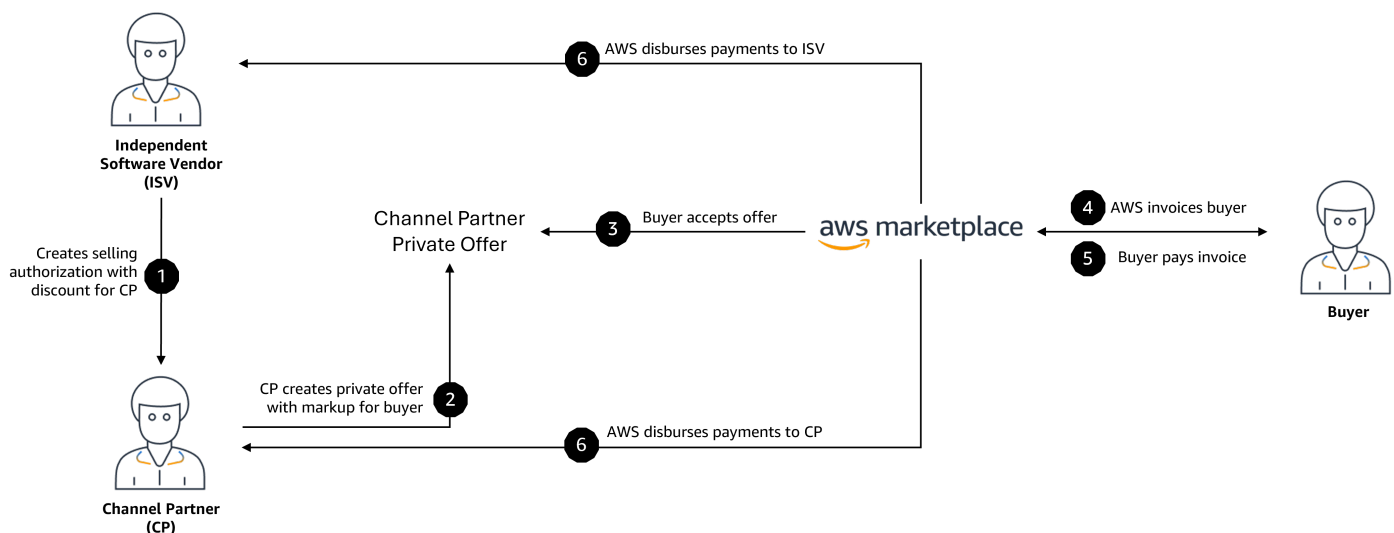 6 AWS disburses payments to ISV
Independent
Software Vendor
(ISV)
Creates selling
authorization with
discount for CP
1
Channel Partner
Private Offer
3 Buyer accepts offer
aws marketplace
4 AWS invoices buyer
5 Buyer pays invoice
Buyer
CP creates private offer
with markup for buyer
2
6 AWS disburses payments to CP
Channel Partner
(CP)